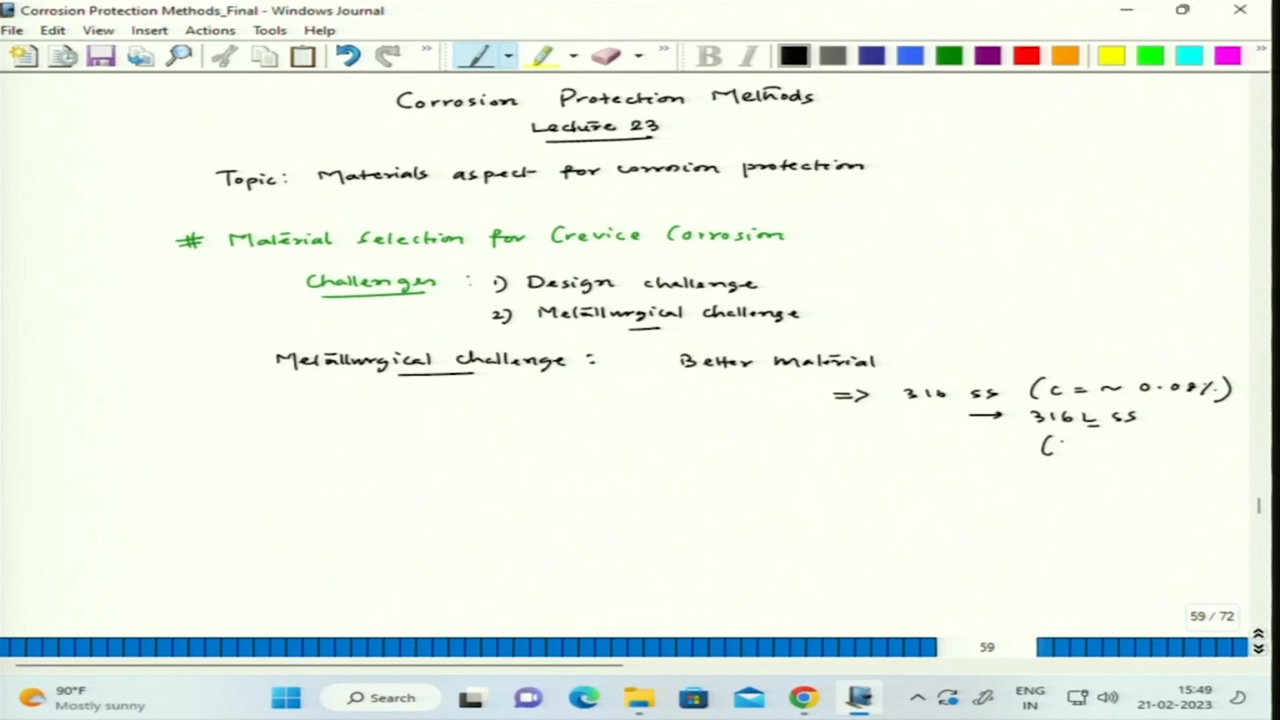 Corrosion Protection Methods_Final - Windows Journal
File Edit View Insert Actions Tools Help
B I
Corrosion Protection Methods
Lecture 23
Topic: Materials aspect for corrosion protection
# Material Selection for Crevice Corrosion
Challenges : 1) Design challenge
2) Metallurgical challenge
Metallurgical challenge : Better material
=> 316 SS (C = ~ 0.08%)
→ 316L SS
(
59 / 72
59
90°F
Mostly sunny
Search
ENG
IN
15:49
21-02-2023